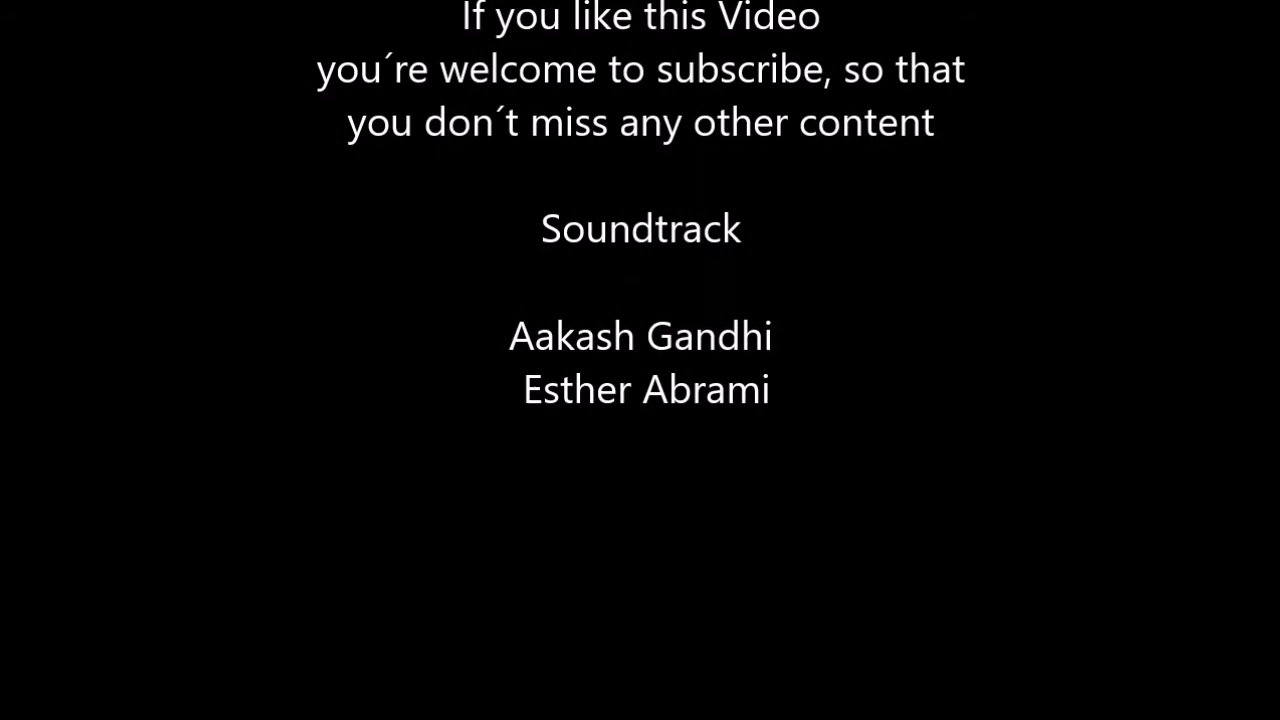 If you like this Video
you´re welcome to subscribe, so that
you don´t miss any other content
Soundtrack
Aakash Gandhi
Esther Abrami